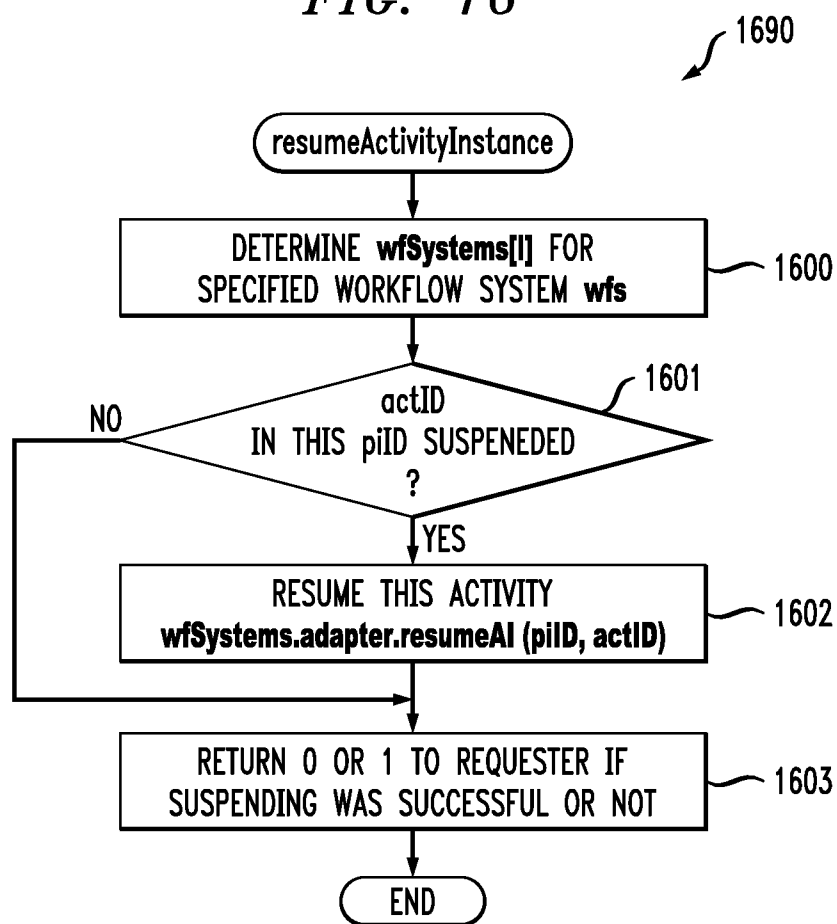 FIG. 16
1690
resumeActivityInstance
DETERMINE wfSystems[I] FOR
SPECIFIED WORKFLOW SYSTEM wfs
1600
1601
actID
IN THIS piID SUSPENEDED
?
NO
YES
RESUME THIS ACTIVITY
wfSystems.adapter.resumeAI (piID, actID)
1602
RETURN 0 OR 1 TO REQUESTER IF
SUSPENDING WAS SUCCESSFUL OR NOT
1603
END